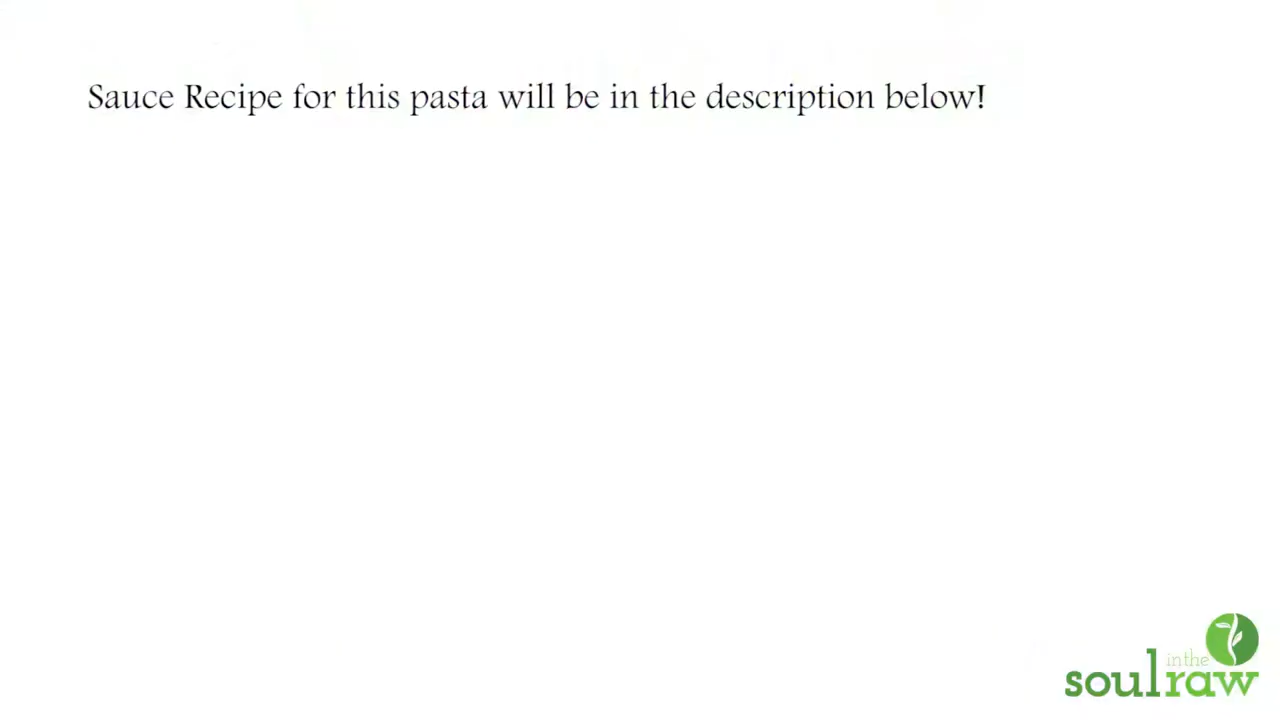 Sauce Recipe for this pasta will be in the description below!
in the
soul raw